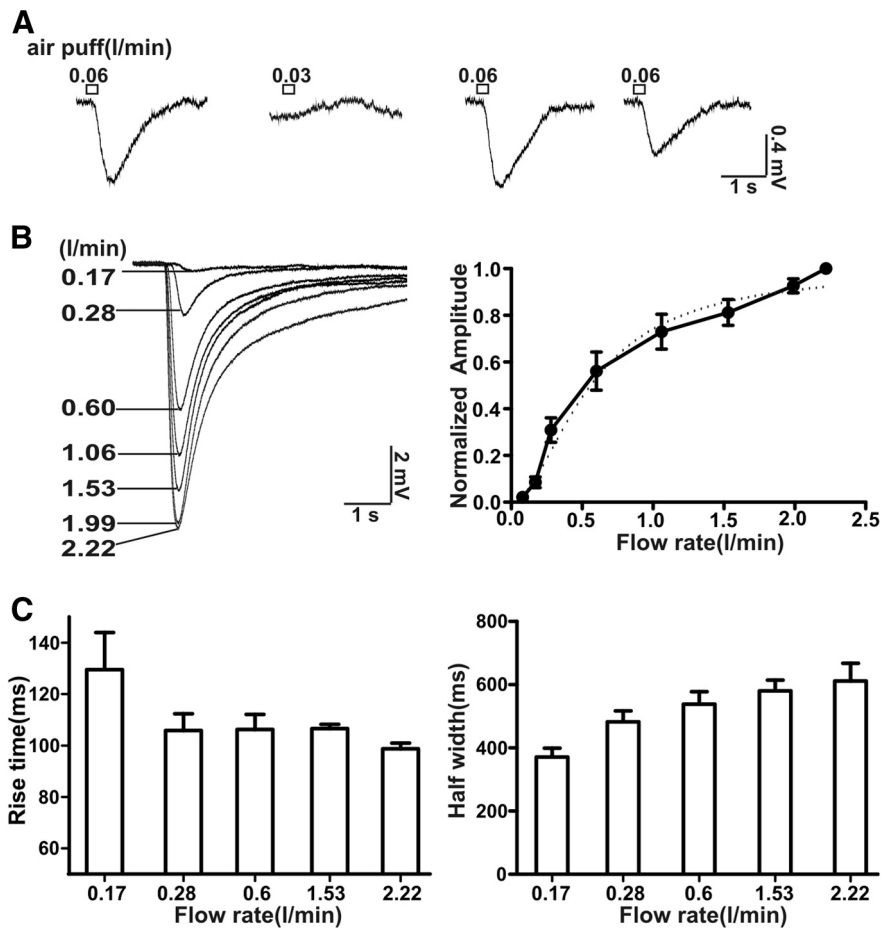 A
air puff(l/min)
0.06
0.03
0.06
0.06
0.4 mV
1 s
B
(l/min)
0.17
0.28
0.60
1.06
1.53
1.99
2.22
2 mV
1 s
Normalized Amplitude
1.0
0.8
0.6
0.4
0.2
0.0
0.0 0.5 1.0 1.5 2.0 2.5
Flow rate(l/min)
C
Rise time(ms)
140
120
100
80
60
0.17 0.28 0.6 1.53 2.22
Flow rate(l/min)
Half width(ms)
800
600
400
200
0
0.17 0.28 0.6 1.53 2.22
Flow rate(l/min)